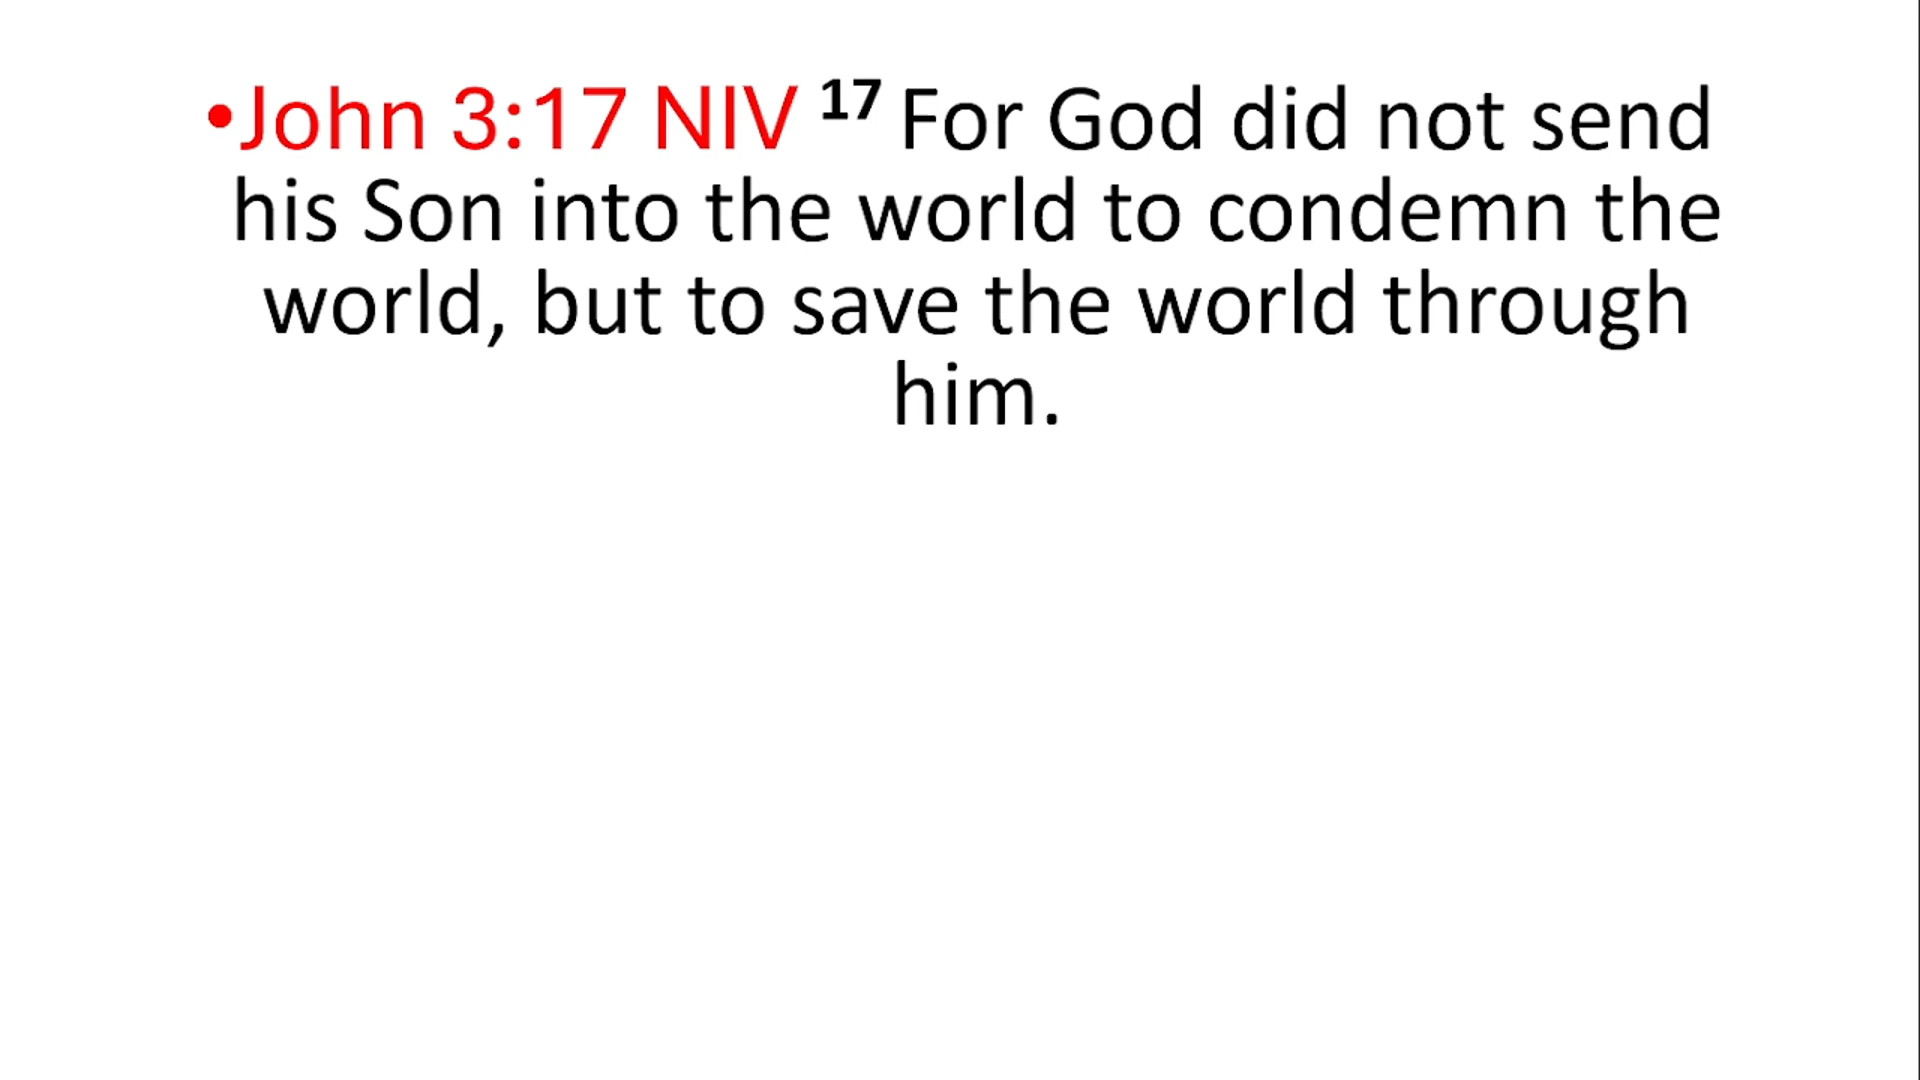 •John 3:17 NIV 17 For God did not send
his Son into the world to condemn the
world, but to save the world through
him.